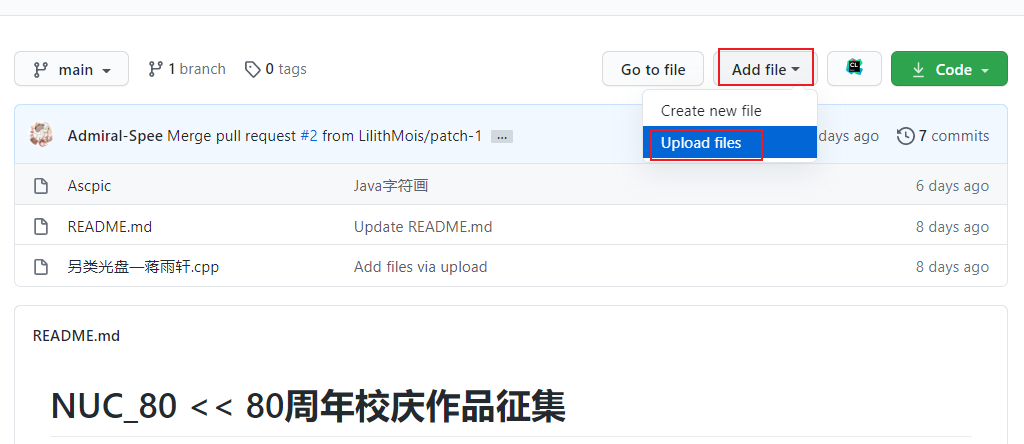 main 1 branch 0 tags Go to file Add file CL Code
Create new file
Admiral-Spee Merge pull request #2 from LilithMois/patch-1 ... days ago 7 commits
Upload files
Ascpic Java字符画 6 days ago
README.md Update README.md 8 days ago
另类光盘—蒋雨轩.cpp Add files via upload 8 days ago
README.md
NUC_80 << 80周年校庆作品征集